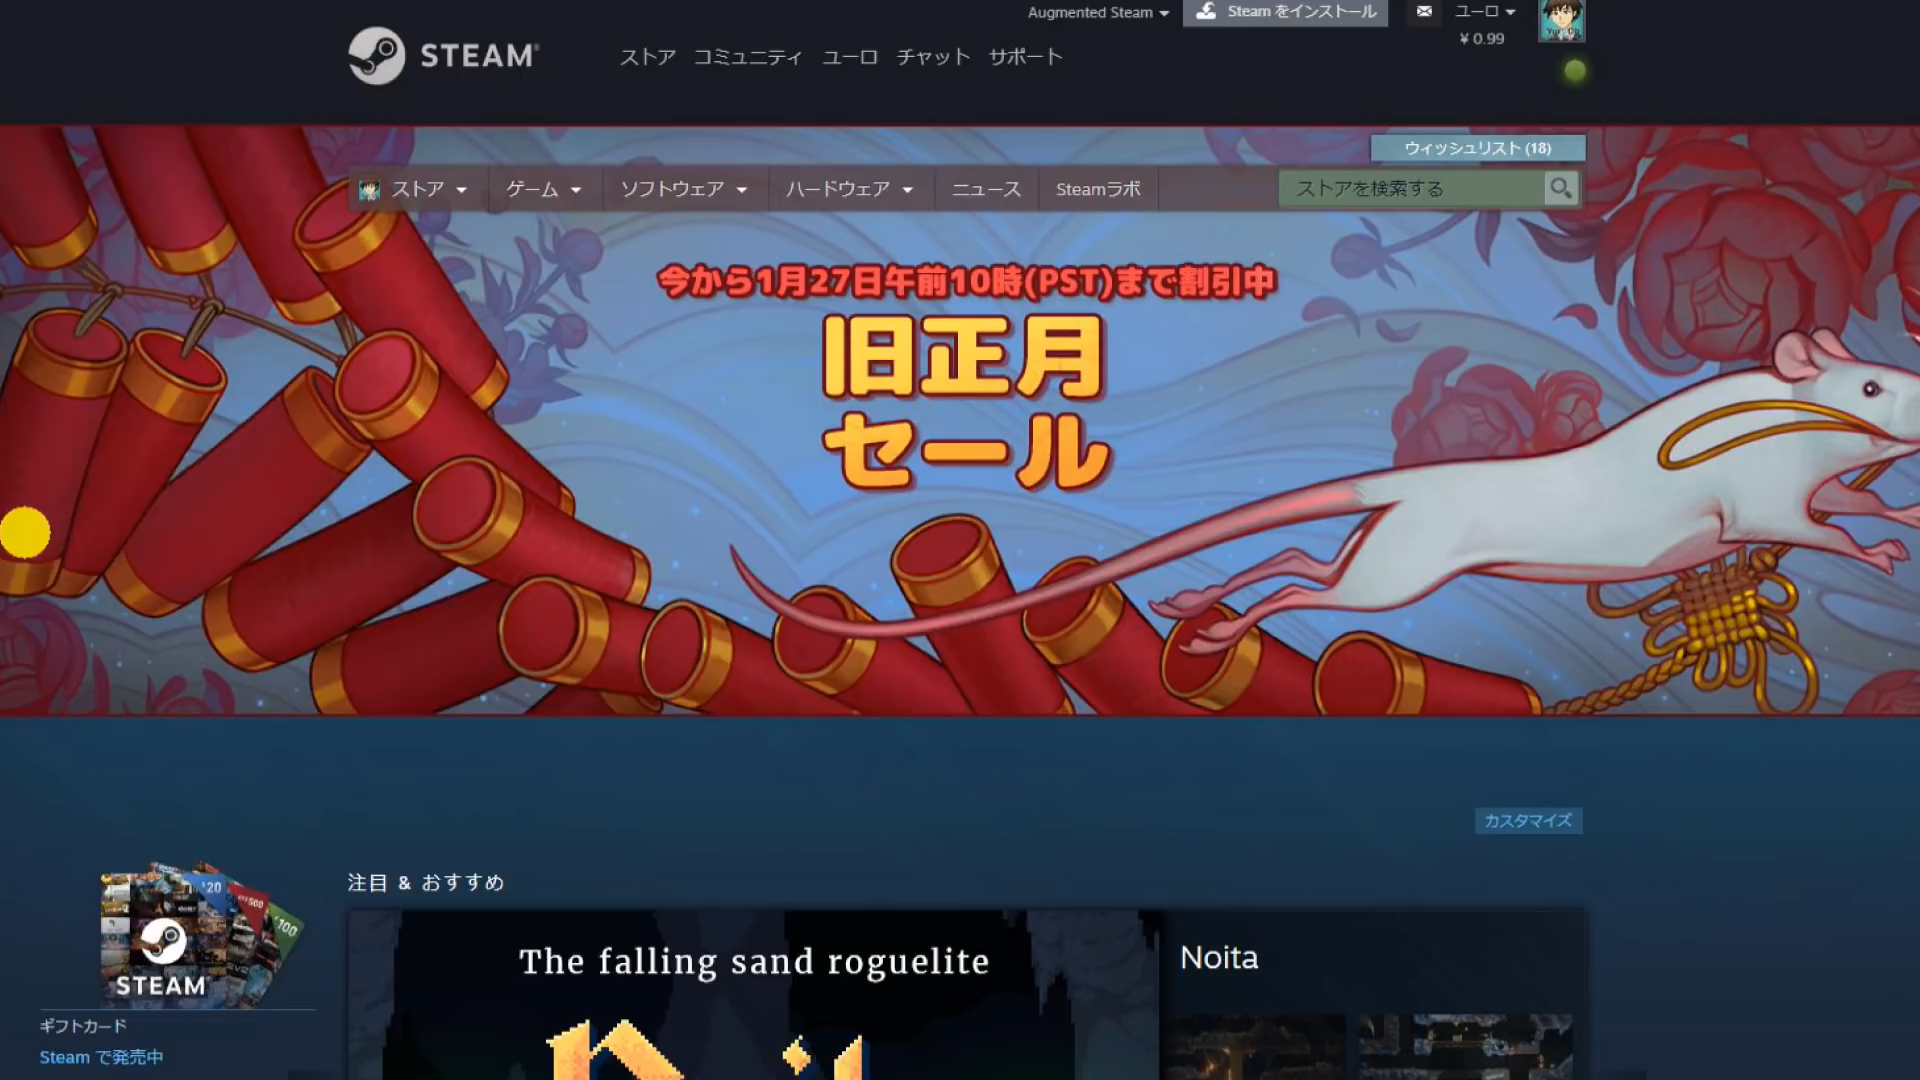 Augmented Steam
Steam をインストール
ユーロ
¥ 0.99
STEAM
ストア コミュニティ ユーロ チャット サポート
ウィッシュリスト (18)
ストア ゲーム ソフトウェア ハードウェア ニュース Steamラボ
ストアを検索する
今から1月27日午前10時(PST)まで割引中
旧正月
セール
カスタマイズ
注目 & おすすめ
The falling sand roguelite
Noita
STEAM
ギフトカード
Steam で発売中